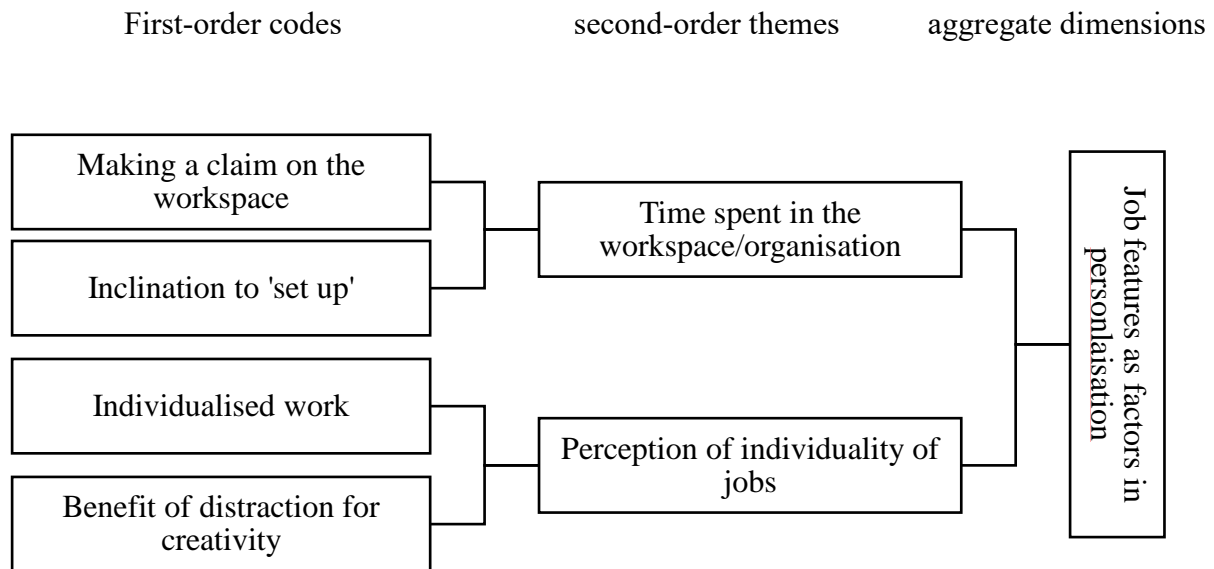 First-order codes
second-order themes
aggregate dimensions
Making a claim on the
workspace
Inclination to 'set up'
Time spent in the
workspace/organisation
Individualised work
Benefit of distraction for
creativity
Perception of individuality of
jobs
Job features as factors in
personlaisation